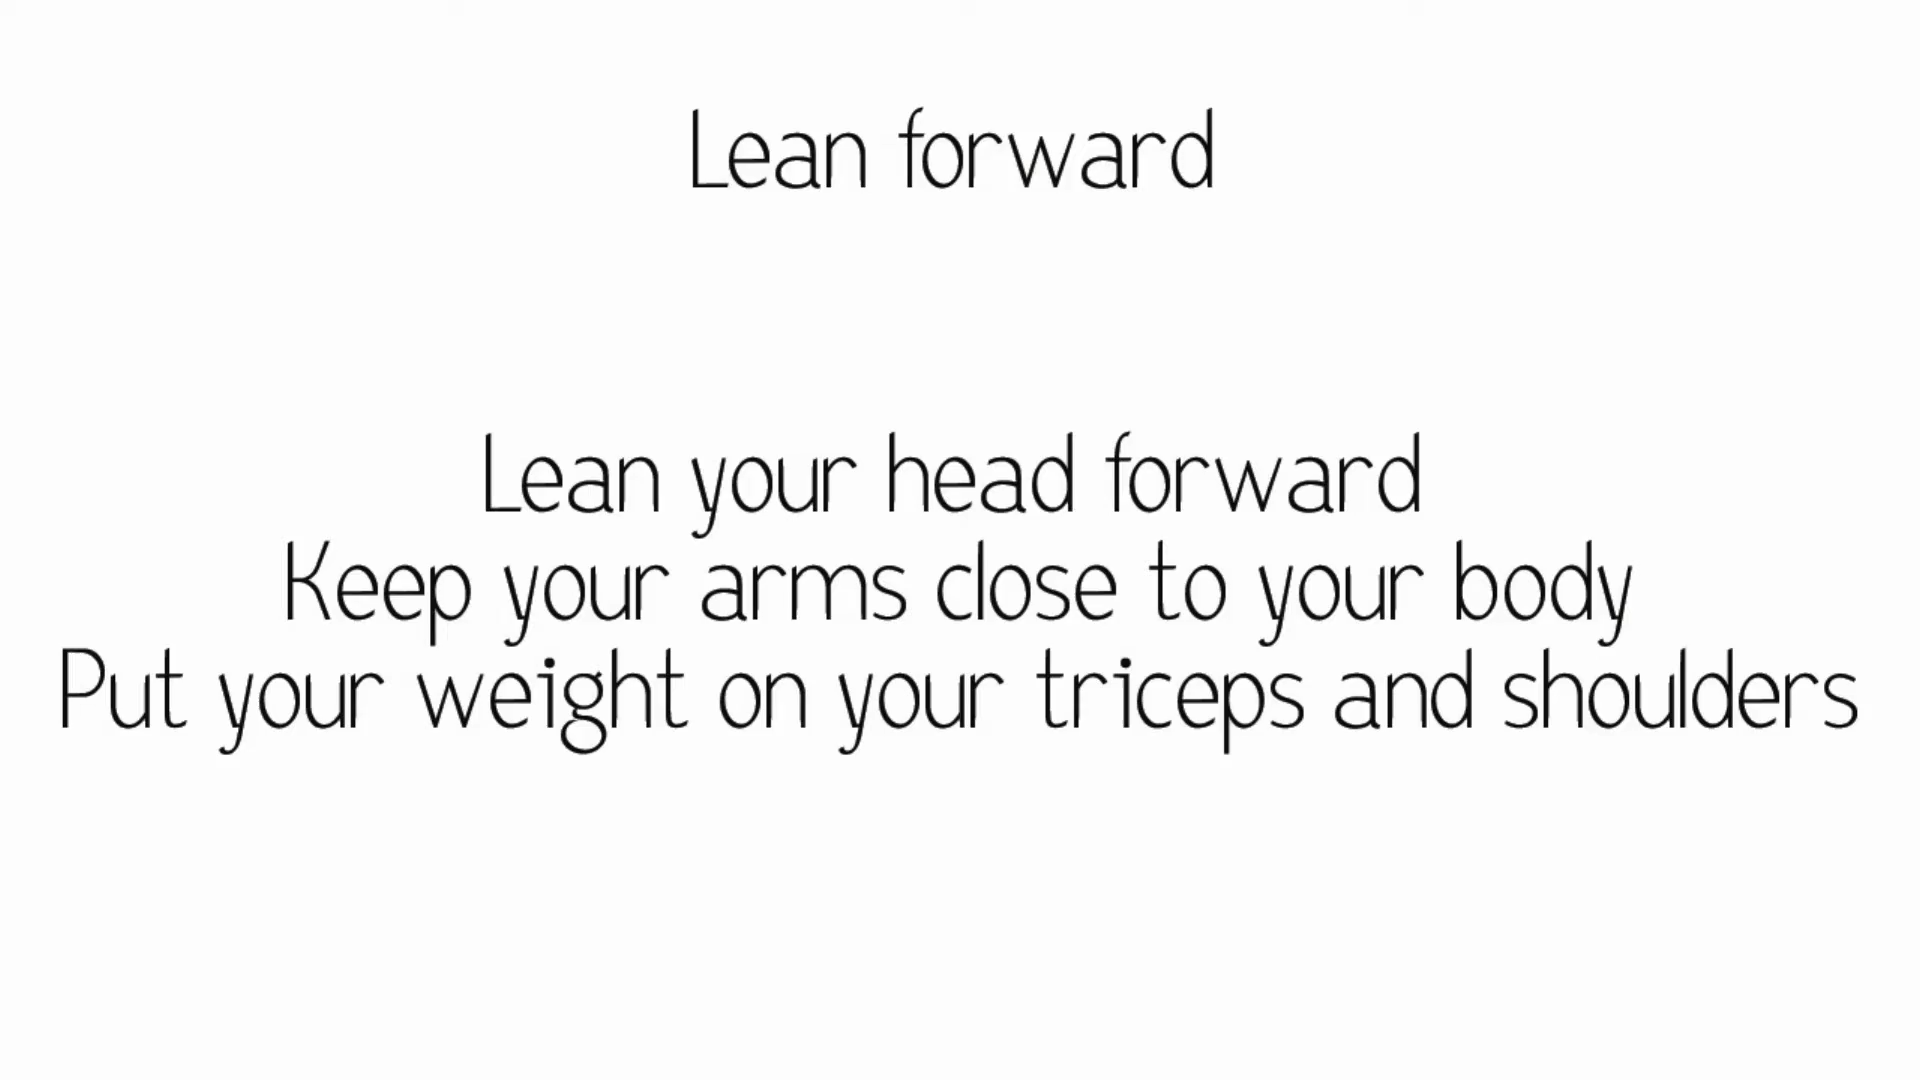 Lean forward
Lean your head forward
Keep your arms close to your body
Put your weight on your triceps and shoulders